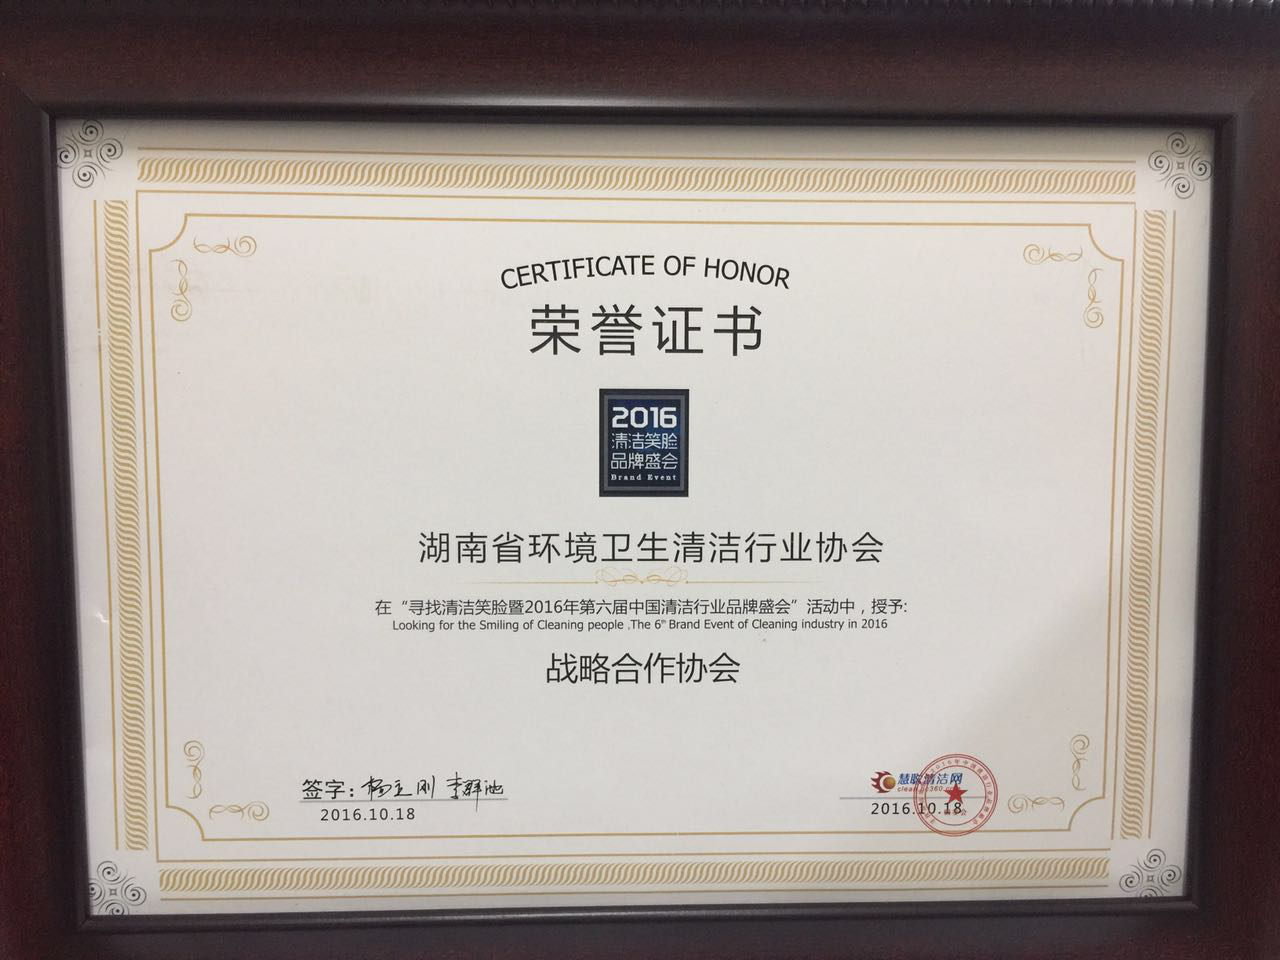 CERTIFICATE OF HONOR
荣誉证书
2016
清洁笑脸
品牌盛会
Brand Event
湖南省环境卫生清洁行业协会
在“寻找清洁笑脸暨2016年第六届中国清洁行业品牌盛会”活动中，授予:
Looking for the Smiling of Cleaning people ,The 6th Brand Event of Cleaning industry in 2016
战略合作协会
签字:
2016.10.18
慧聪清洁网
2016.10.18